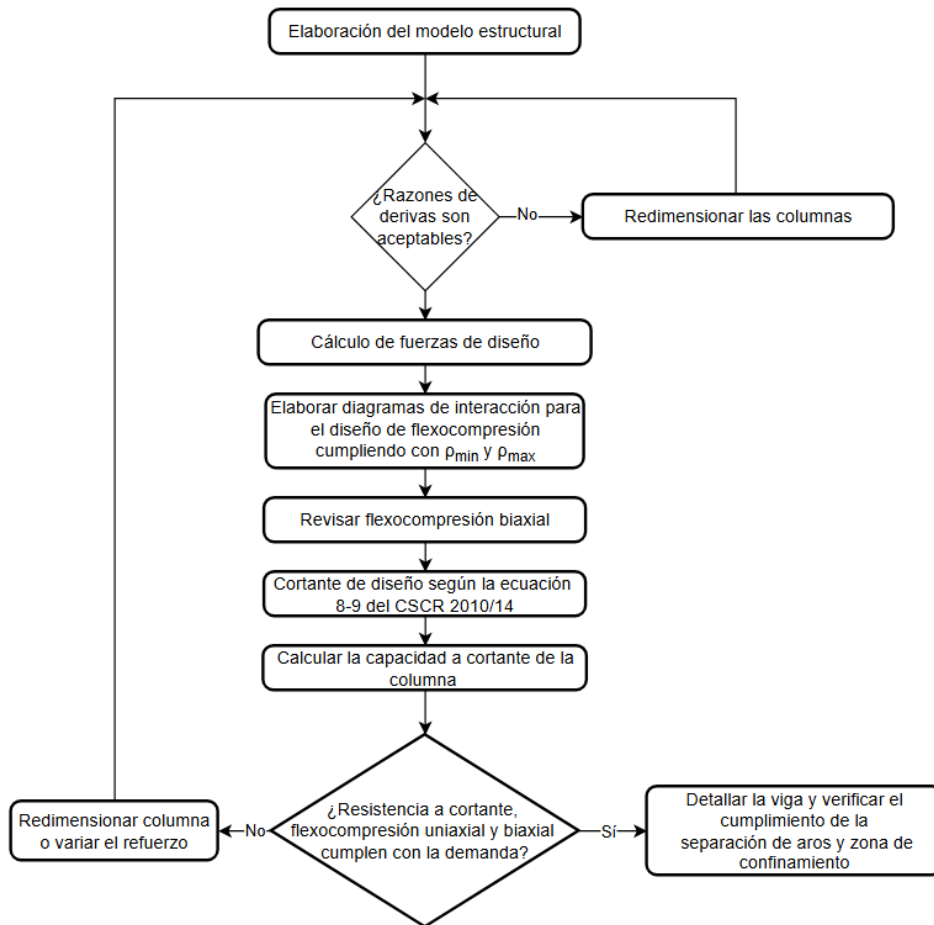 Elaboración del modelo estructural
¿Razones de
derivas son
aceptables?
No
Redimensionar las columnas
Cálculo de fuerzas de diseño
Elaborar diagramas de interacción para
el diseño de flexocompresión
cumpliendo con ρmin y ρmax
Revisar flexocompresión biaxial
Cortante de diseño según la ecuación
8-9 del CSCR 2010/14
Calcular la capacidad a cortante de la
columna
¿Resistencia a cortante,
flexocompresión uniaxial y biaxial
cumplen con la demanda?
No
Redimensionar columna
o variar el refuerzo
Sí
Detallar la viga y verificar el
cumplimiento de la
separación de aros y zona de
confinamiento